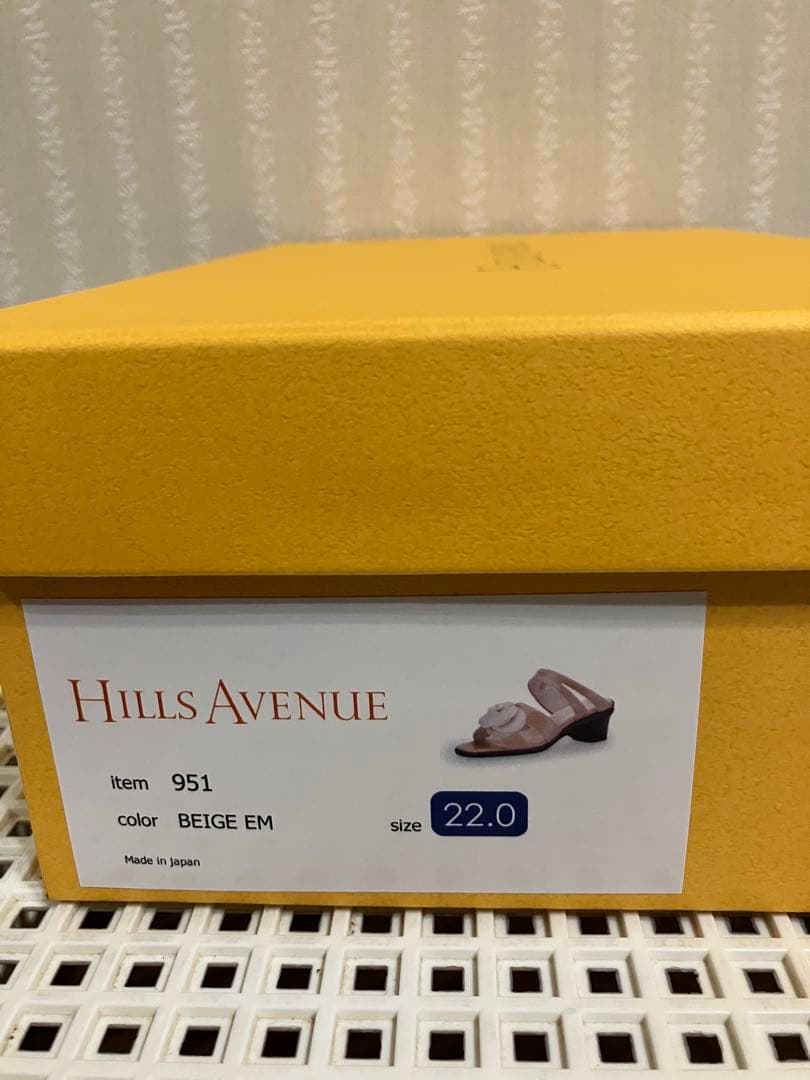 HILLS AVENUE
item 951
color BEIGE EM
size 22.0
Made in japan